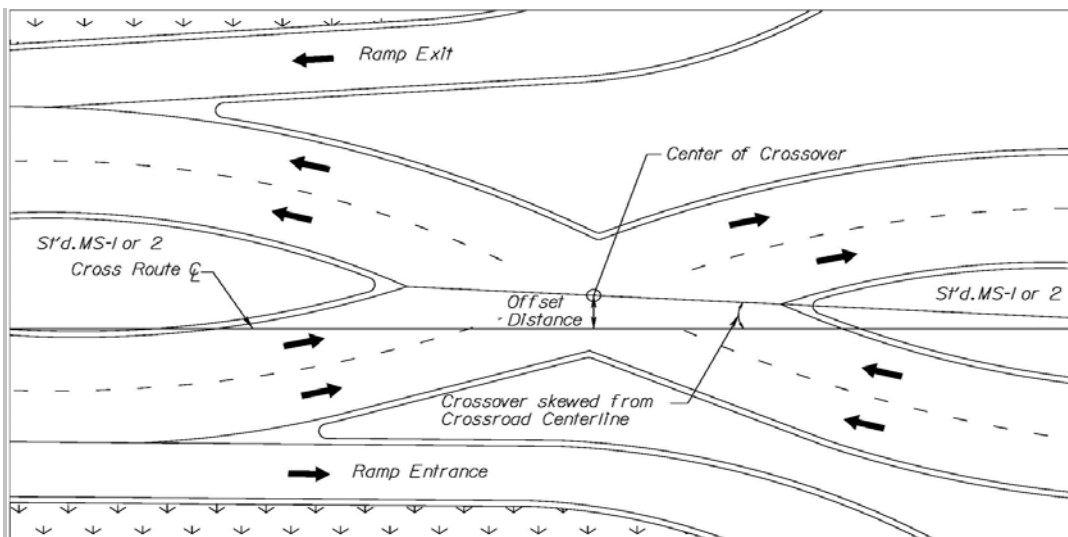 Ramp Exit
Center of Crossover
St'd. MS-1 or 2
Cross Route ℄
Offset
Distance
St'd. MS-1 or 2
Crossover skewed from
Crossroad Centerline
Ramp Entrance